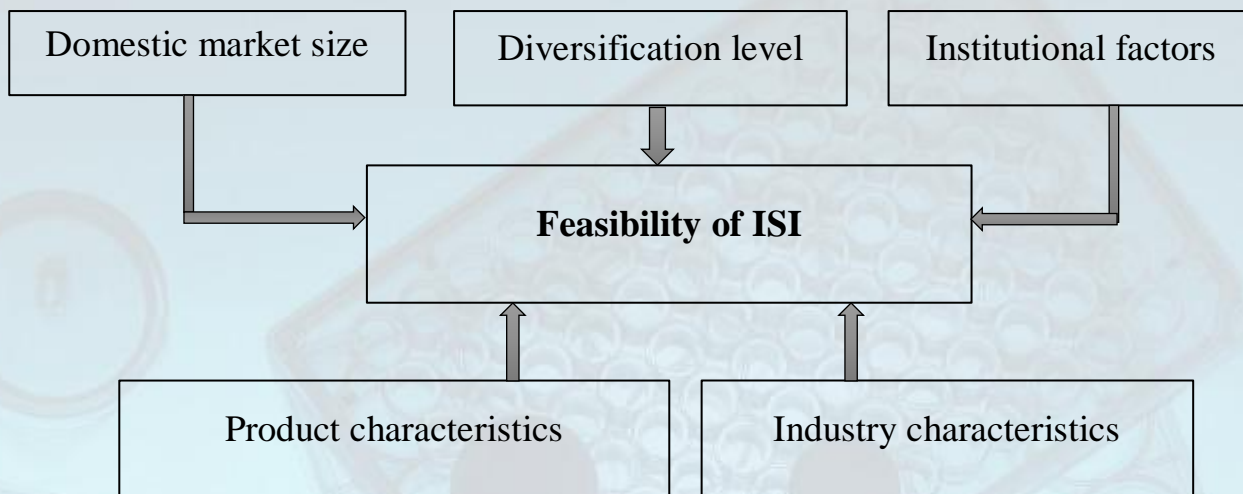 Domestic market size
Diversification level
Institutional factors
Feasibility of ISI
Product characteristics
Industry characteristics